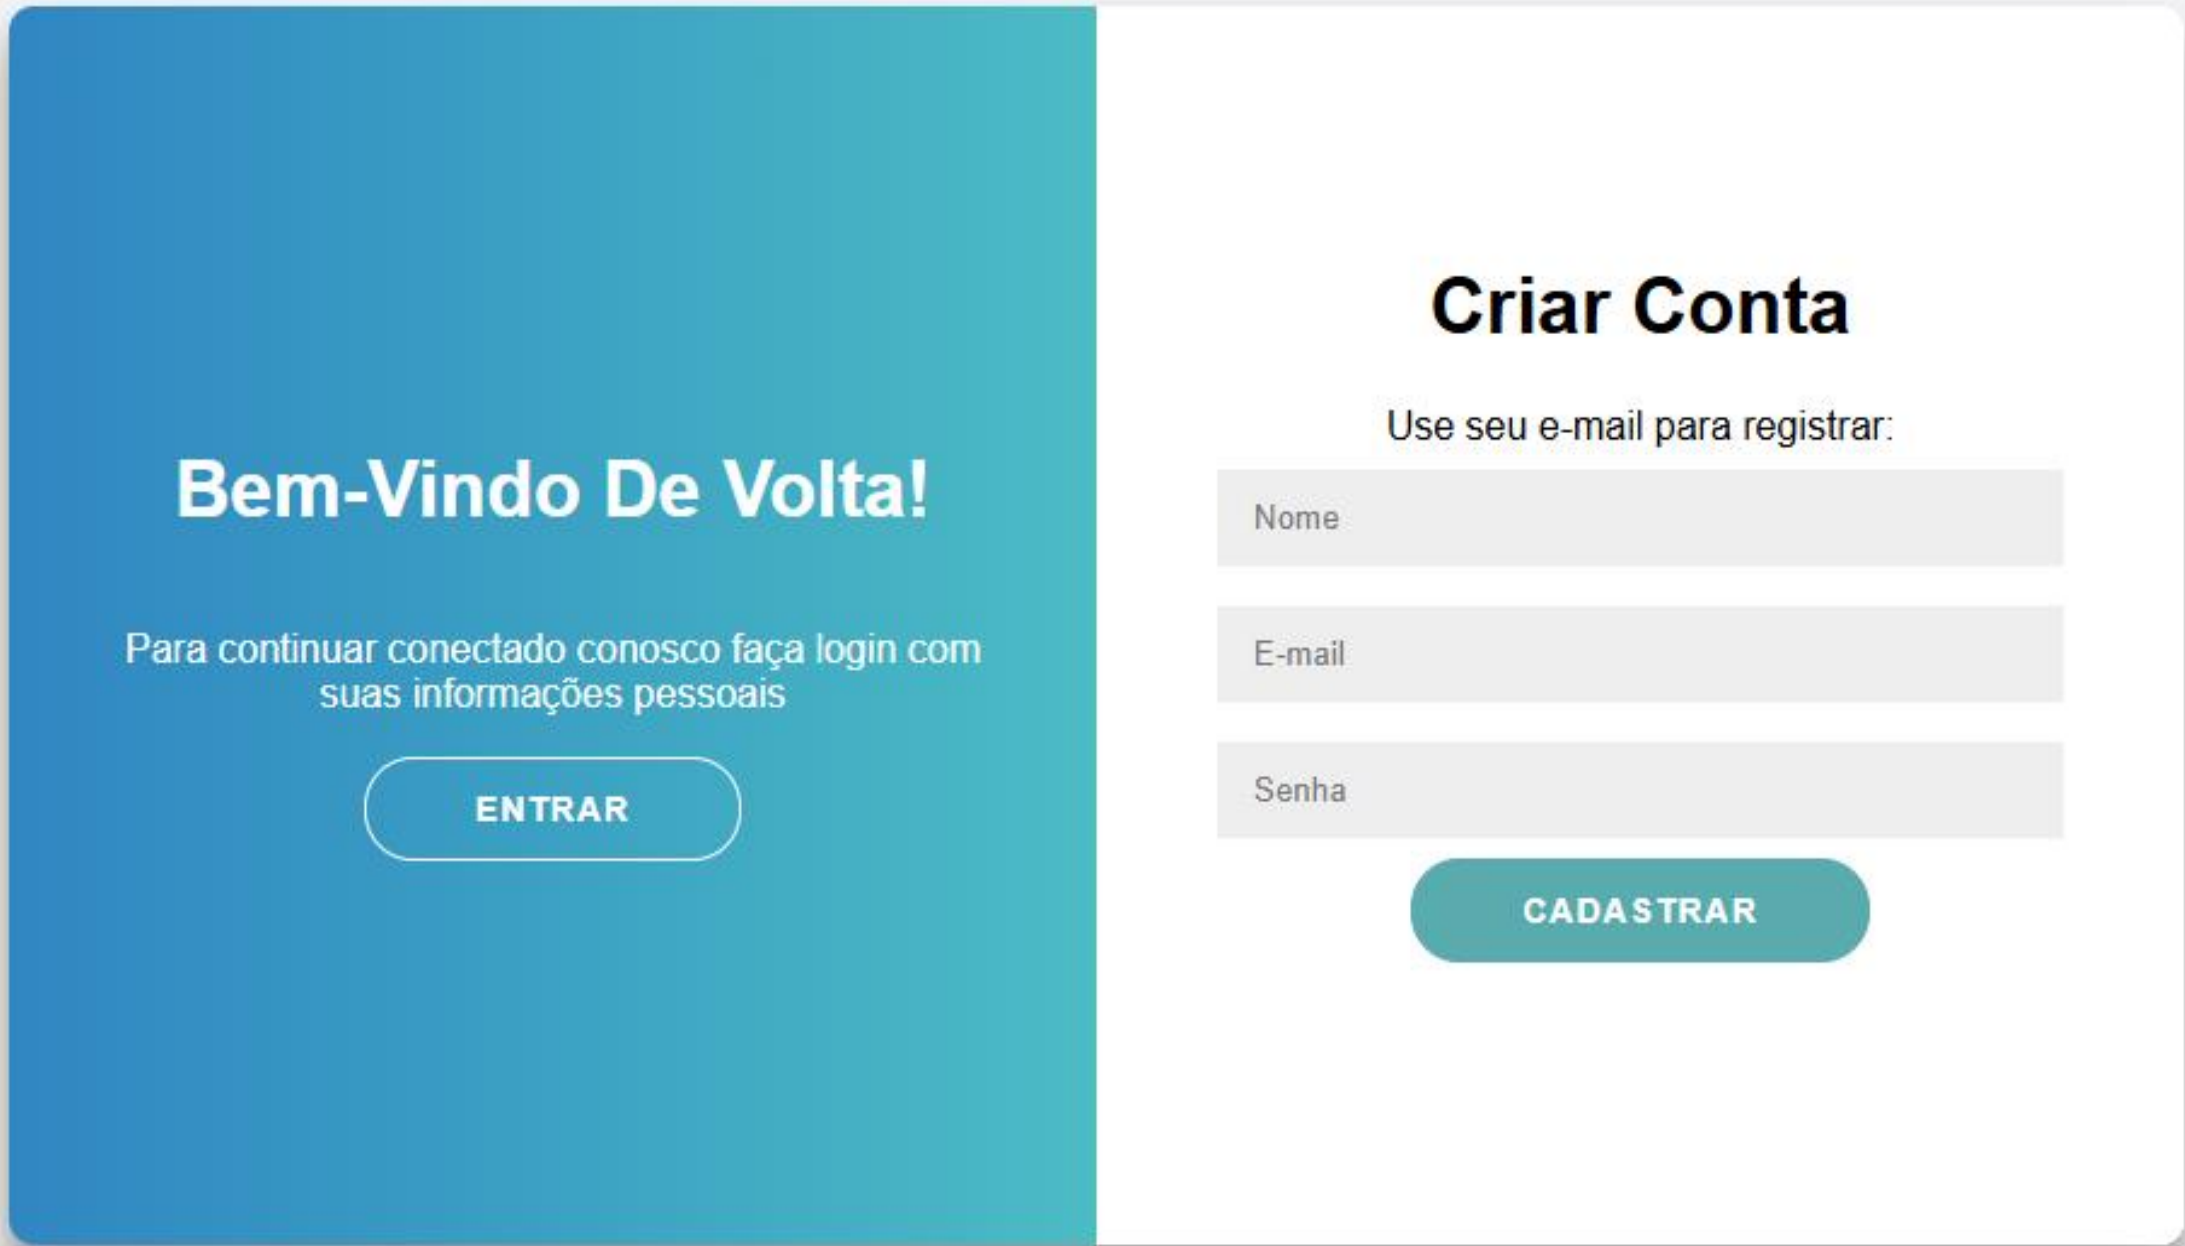 Bem-Vindo De Volta!
Para continuar conectado conosco faça login com
suas informações pessoais
ENTRAR
Criar Conta
Use seu e-mail para registrar:
Nome
E-mail
Senha
CADASTRAR